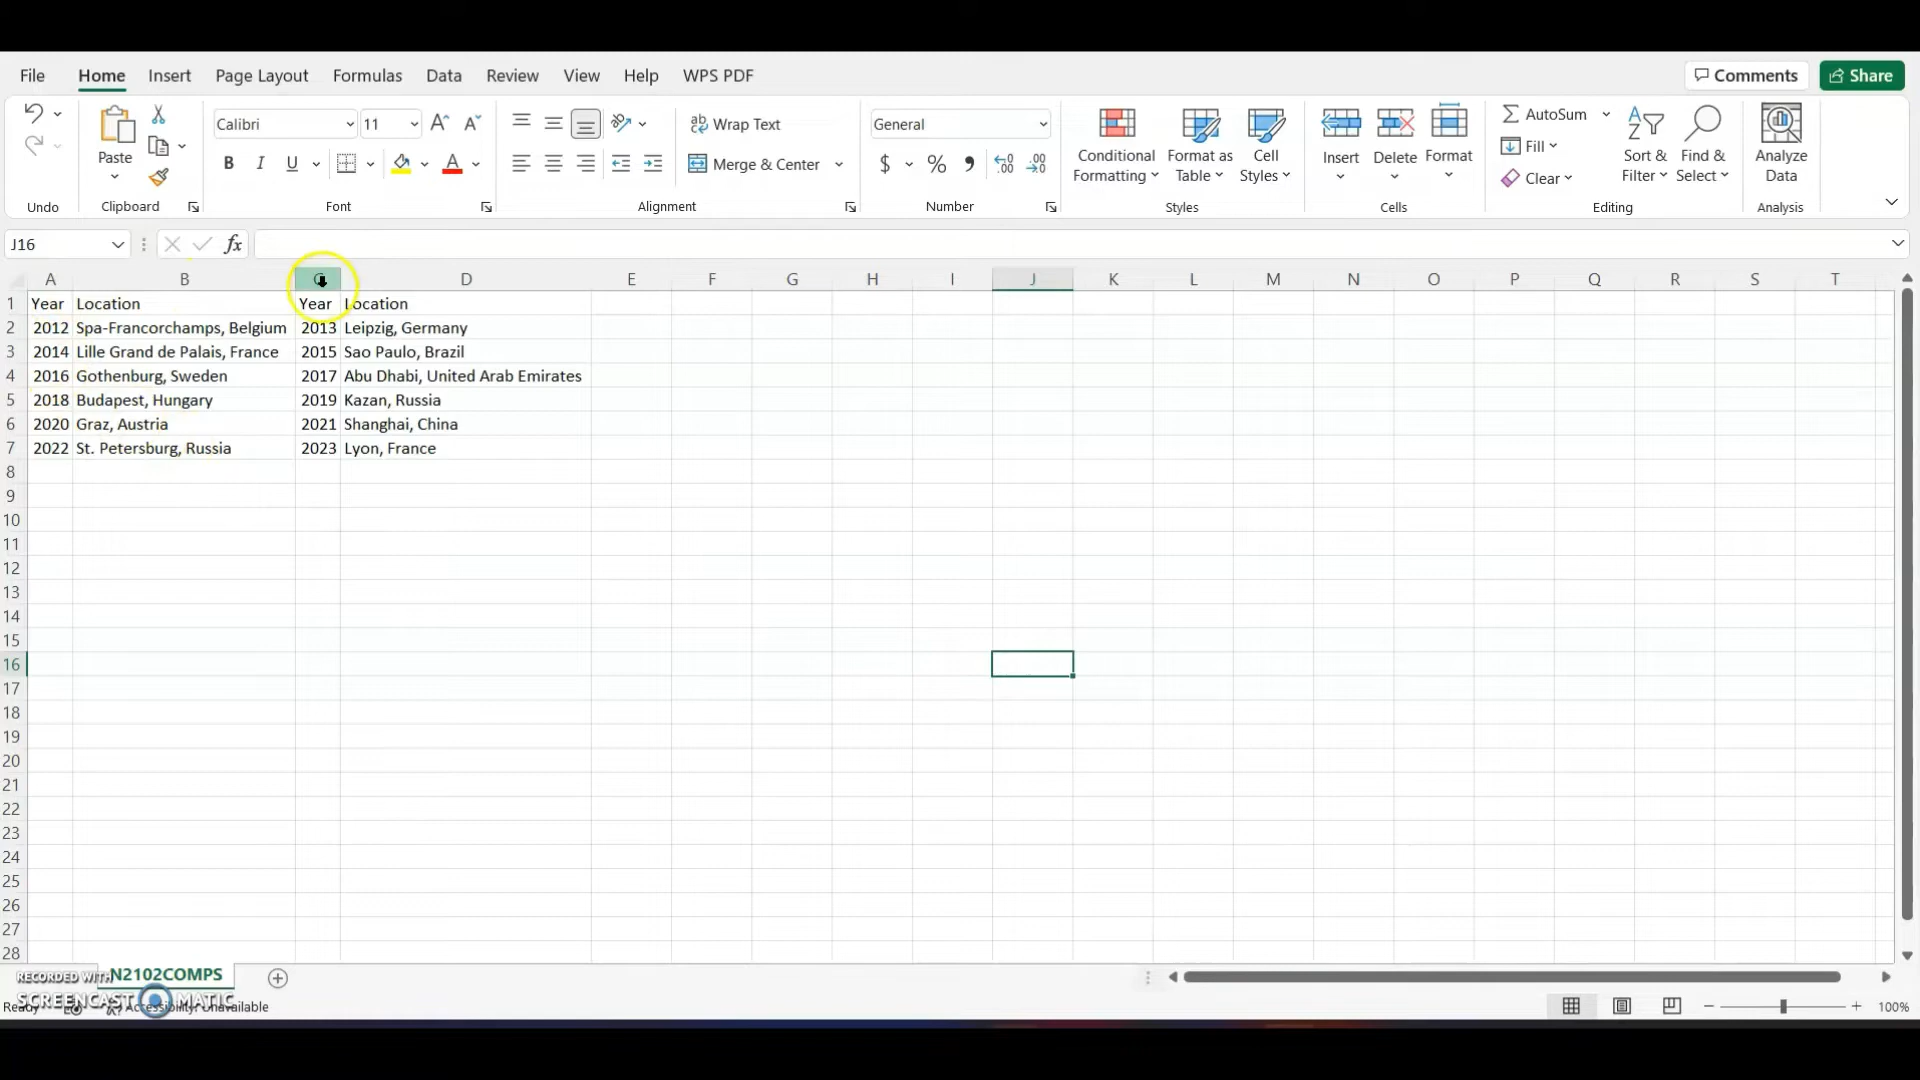 File Home Insert Page Layout Formulas Data Review View Help WPS PDF Comments Share
Calibri 11 Wrap Text General AutoSum
Paste B I U Merge & Center $ % Conditional Formatting Format as Table Cell Styles Insert Delete Format Fill Clear Sort & Filter Find & Select Analyze Data
Undo Clipboard Font Alignment Number Styles Cells Editing Analysis
J16 fx
A B C D E F G H I J K L M N O P Q R S T
1 Year Location Year Location
2 2012 Spa-Francorchamps, Belgium 2013 Leipzig, Germany
3 2014 Lille Grand de Palais, France 2015 Sao Paulo, Brazil
4 2016 Gothenburg, Sweden 2017 Abu Dhabi, United Arab Emirates
5 2018 Budapest, Hungary 2019 Kazan, Russia
6 2020 Graz, Austria 2021 Shanghai, China
7 2022 St. Petersburg, Russia 2023 Lyon, France
8
9
10
11
12
13
14
15
16
17
18
19
20
21
22
23
24
25
26
27
28
RECORDED WITH N2102COMPS
SCREENCAST MATIC
Ready Accessibility: Unavailable 100%